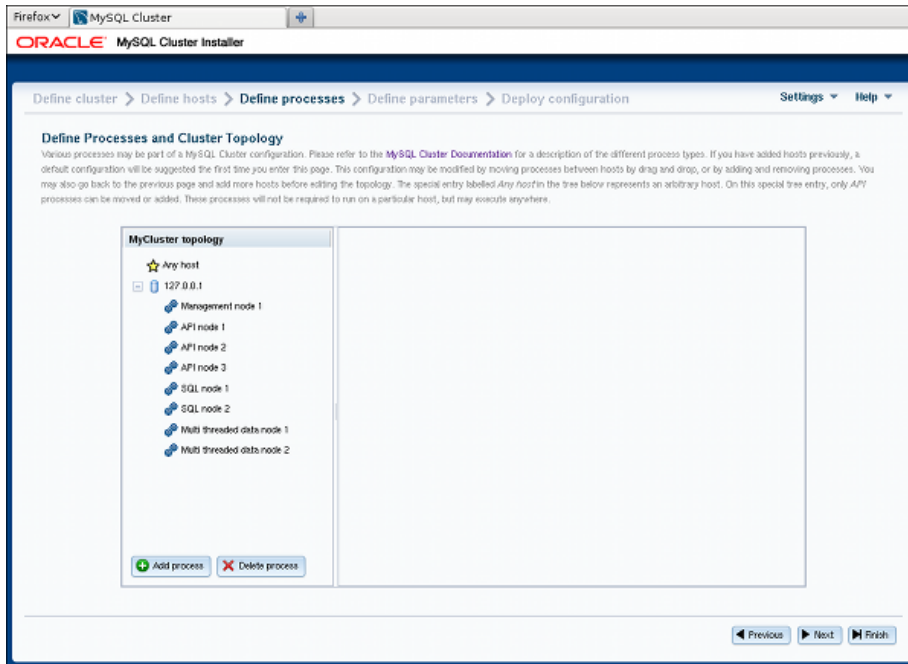 Firefox
MySQL Cluster
ORACLE MySQL Cluster Installer
Define cluster Define hosts Define processes Define parameters Deploy configuration Settings Help
Define Processes and Cluster Topology
Various processes may be part of a MySQL Cluster configuration. Please refer to the MySQL Cluster Documentation for a description of the different process types. If you have added hosts previously, a
default configuration will be suggested the first time you enter this page. This configuration may be modified by moving processes between hosts by drag and drop, or by adding and removing processes. You
may also go back to the previous page and add more hosts before editing the topology. The special entry labelled Any host in the tree below represents an arbitrary host. On this special tree entry, only API
processes can be moved or added. These processes will not be required to run on a particular host, but may execute anywhere.
MyCluster topology
Any host
127.0.0.1
Management node 1
API node 1
API node 2
API node 3
SQL node 1
SQL node 2
Multi threaded data node 1
Multi threaded data node 2
Add process Delete process
Previous Next Finish